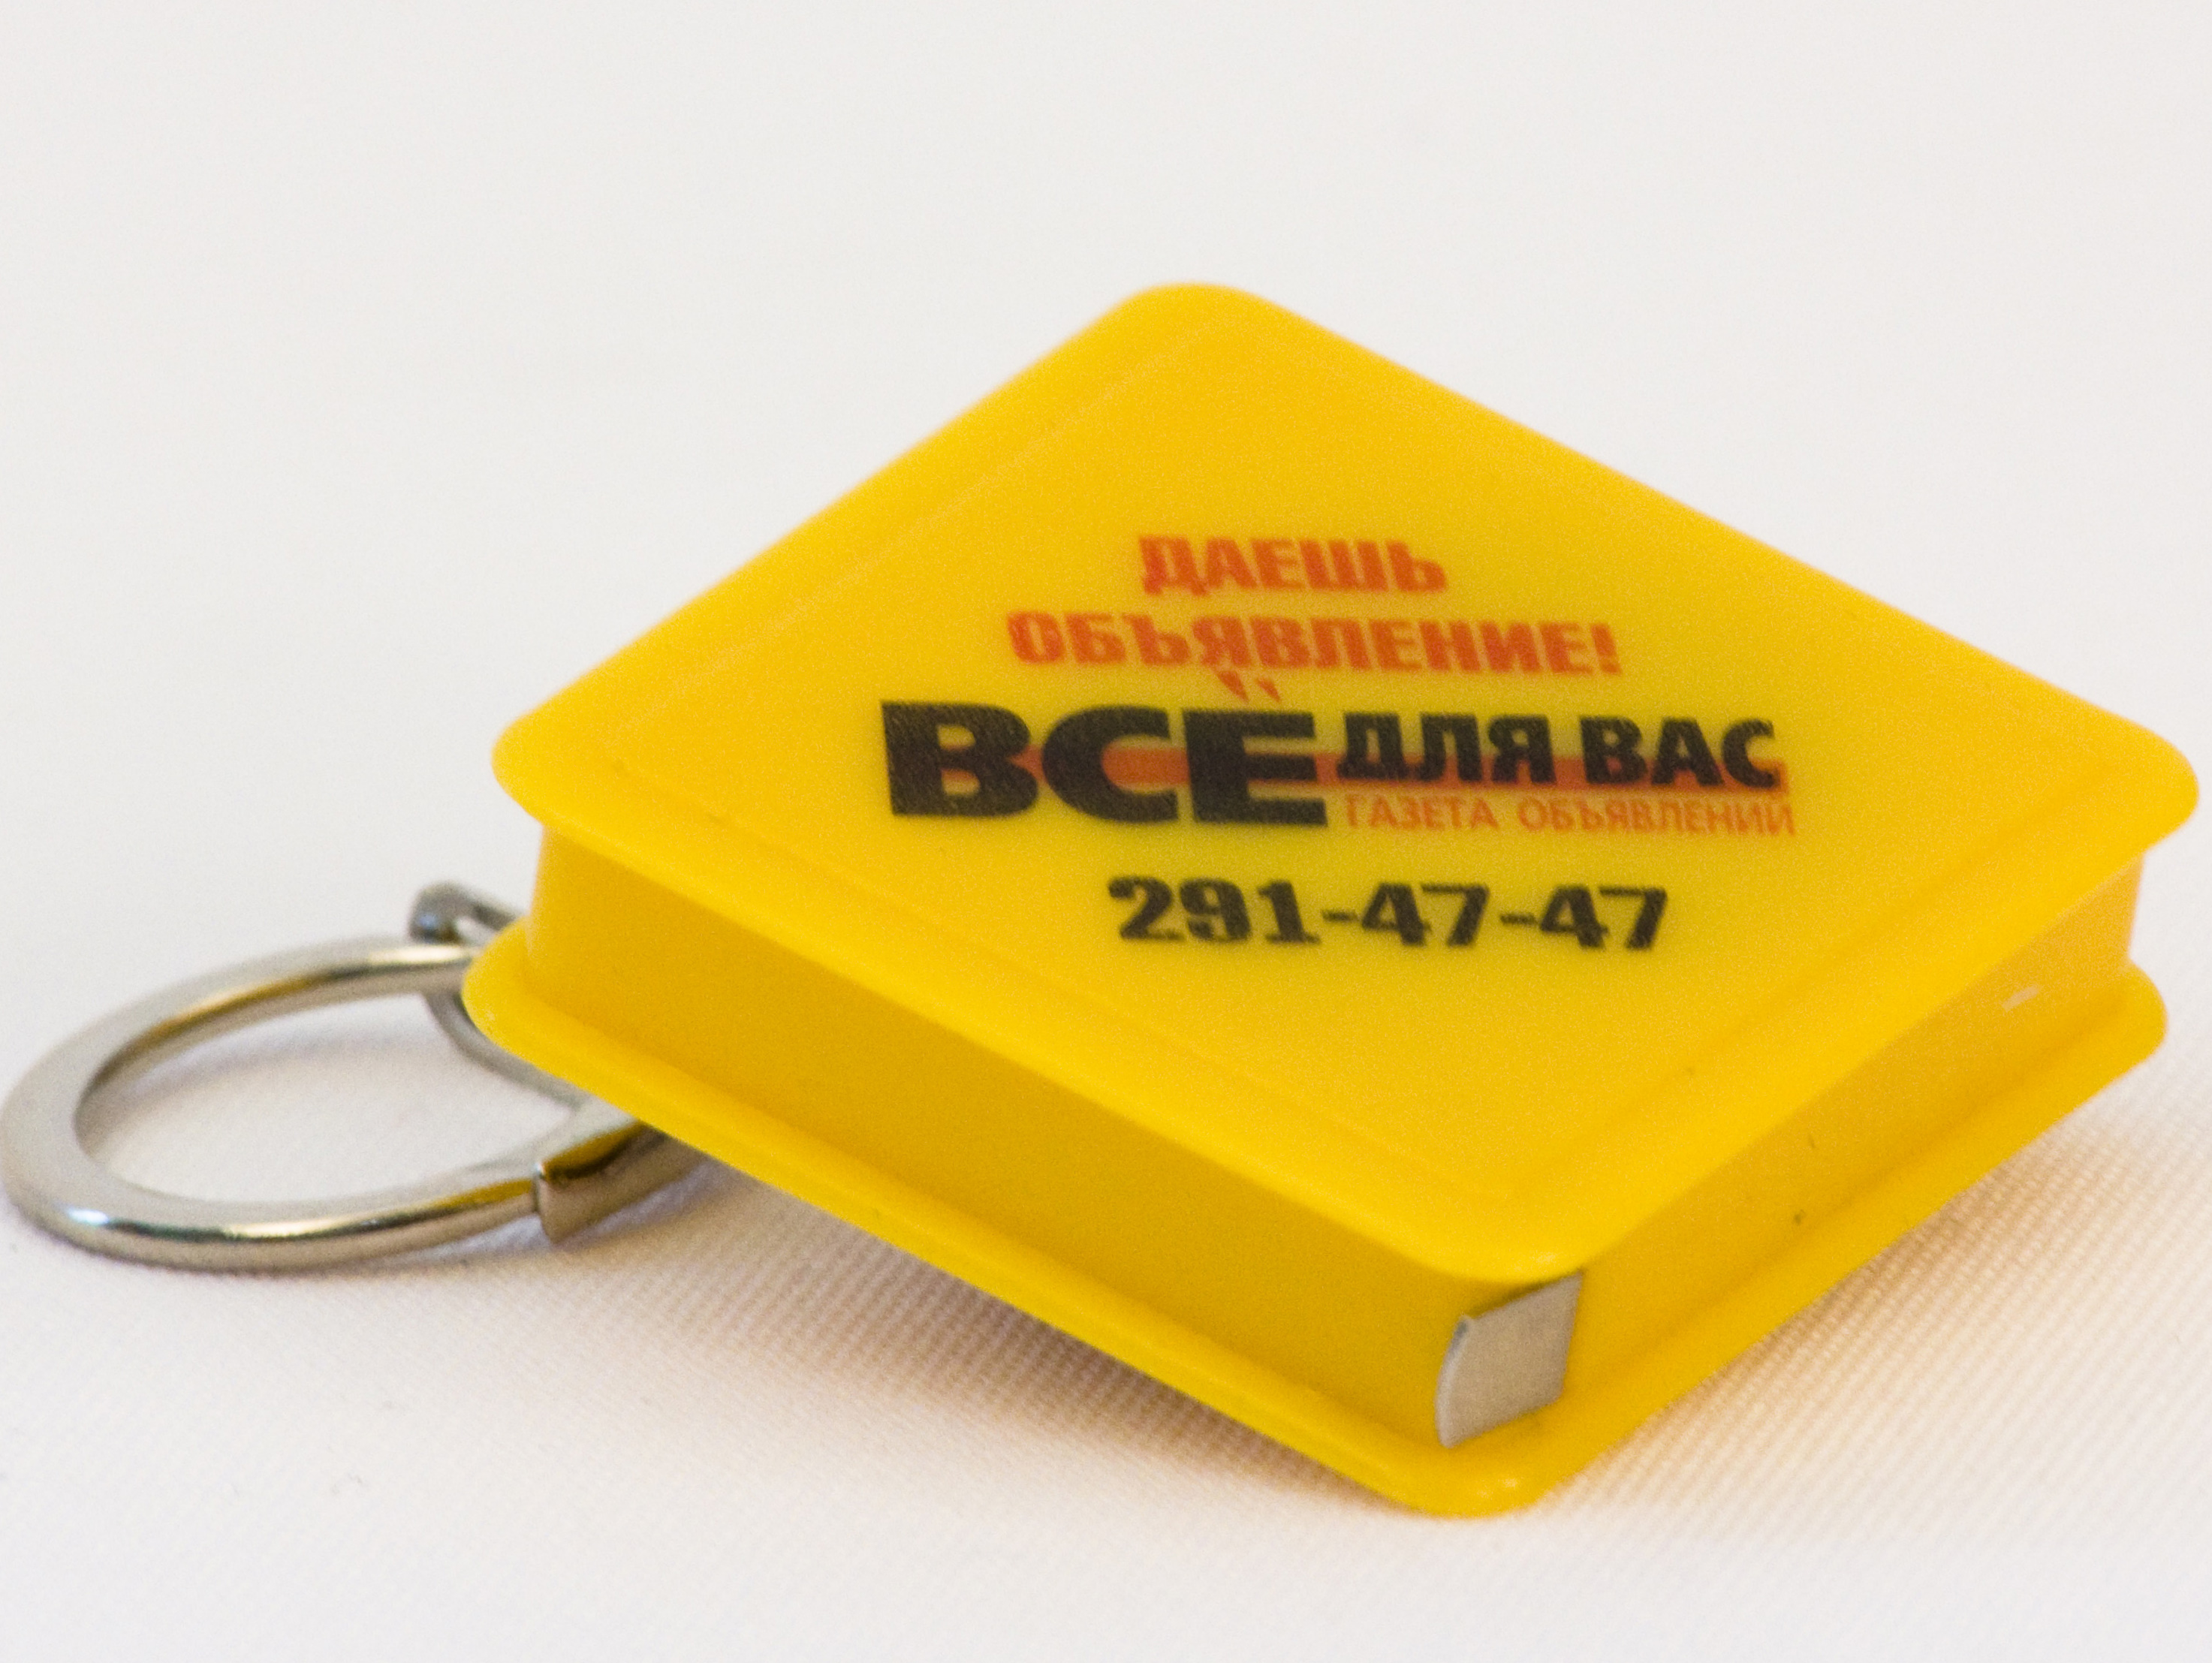 ДАЕШЬ
ОБЪЯВЛЕНИЕ!
ВСЁ ДЛЯ ВАС
ГАЗЕТА ОБЪЯВЛЕНИЙ
291-47-47